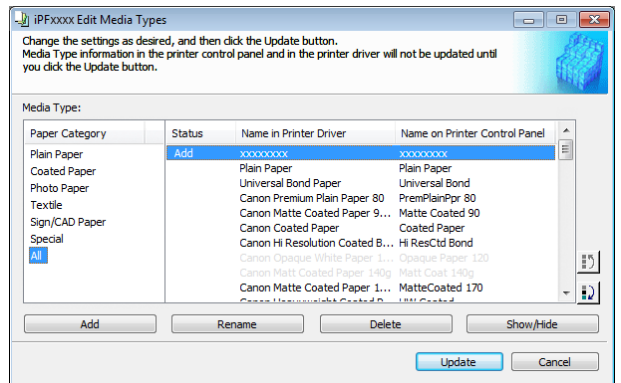 iPFxxxx Edit Media Types
Change the settings as desired, and then click the Update button.
Media Type information in the printer control panel and in the printer driver will not be updated until
you click the Update button.
Media Type:
Paper Category Status Name in Printer Driver Name on Printer Control Panel
Add xxxxxxxx xxxxxxxx
Plain Paper Plain Paper Plain Paper
Coated Paper Universal Bond Paper Universal Bond
Photo Paper Canon Premium Plain Paper 80 PremPlainPpr 80
Textile Canon Matte Coated Paper 9... Matte Coated 90
Sign/CAD Paper Canon Coated Paper Coated Paper
Special Canon Hi Resolution Coated B... Hi ResCtd Bond
All Canon Opaque White Paper 1... Opaque Paper 120
Canon Matt Coated Paper 140g Matt Coat 140g
Canon Matte Coated Paper 1... MatteCoated 170
Add Rename Delete Show/Hide
Update Cancel